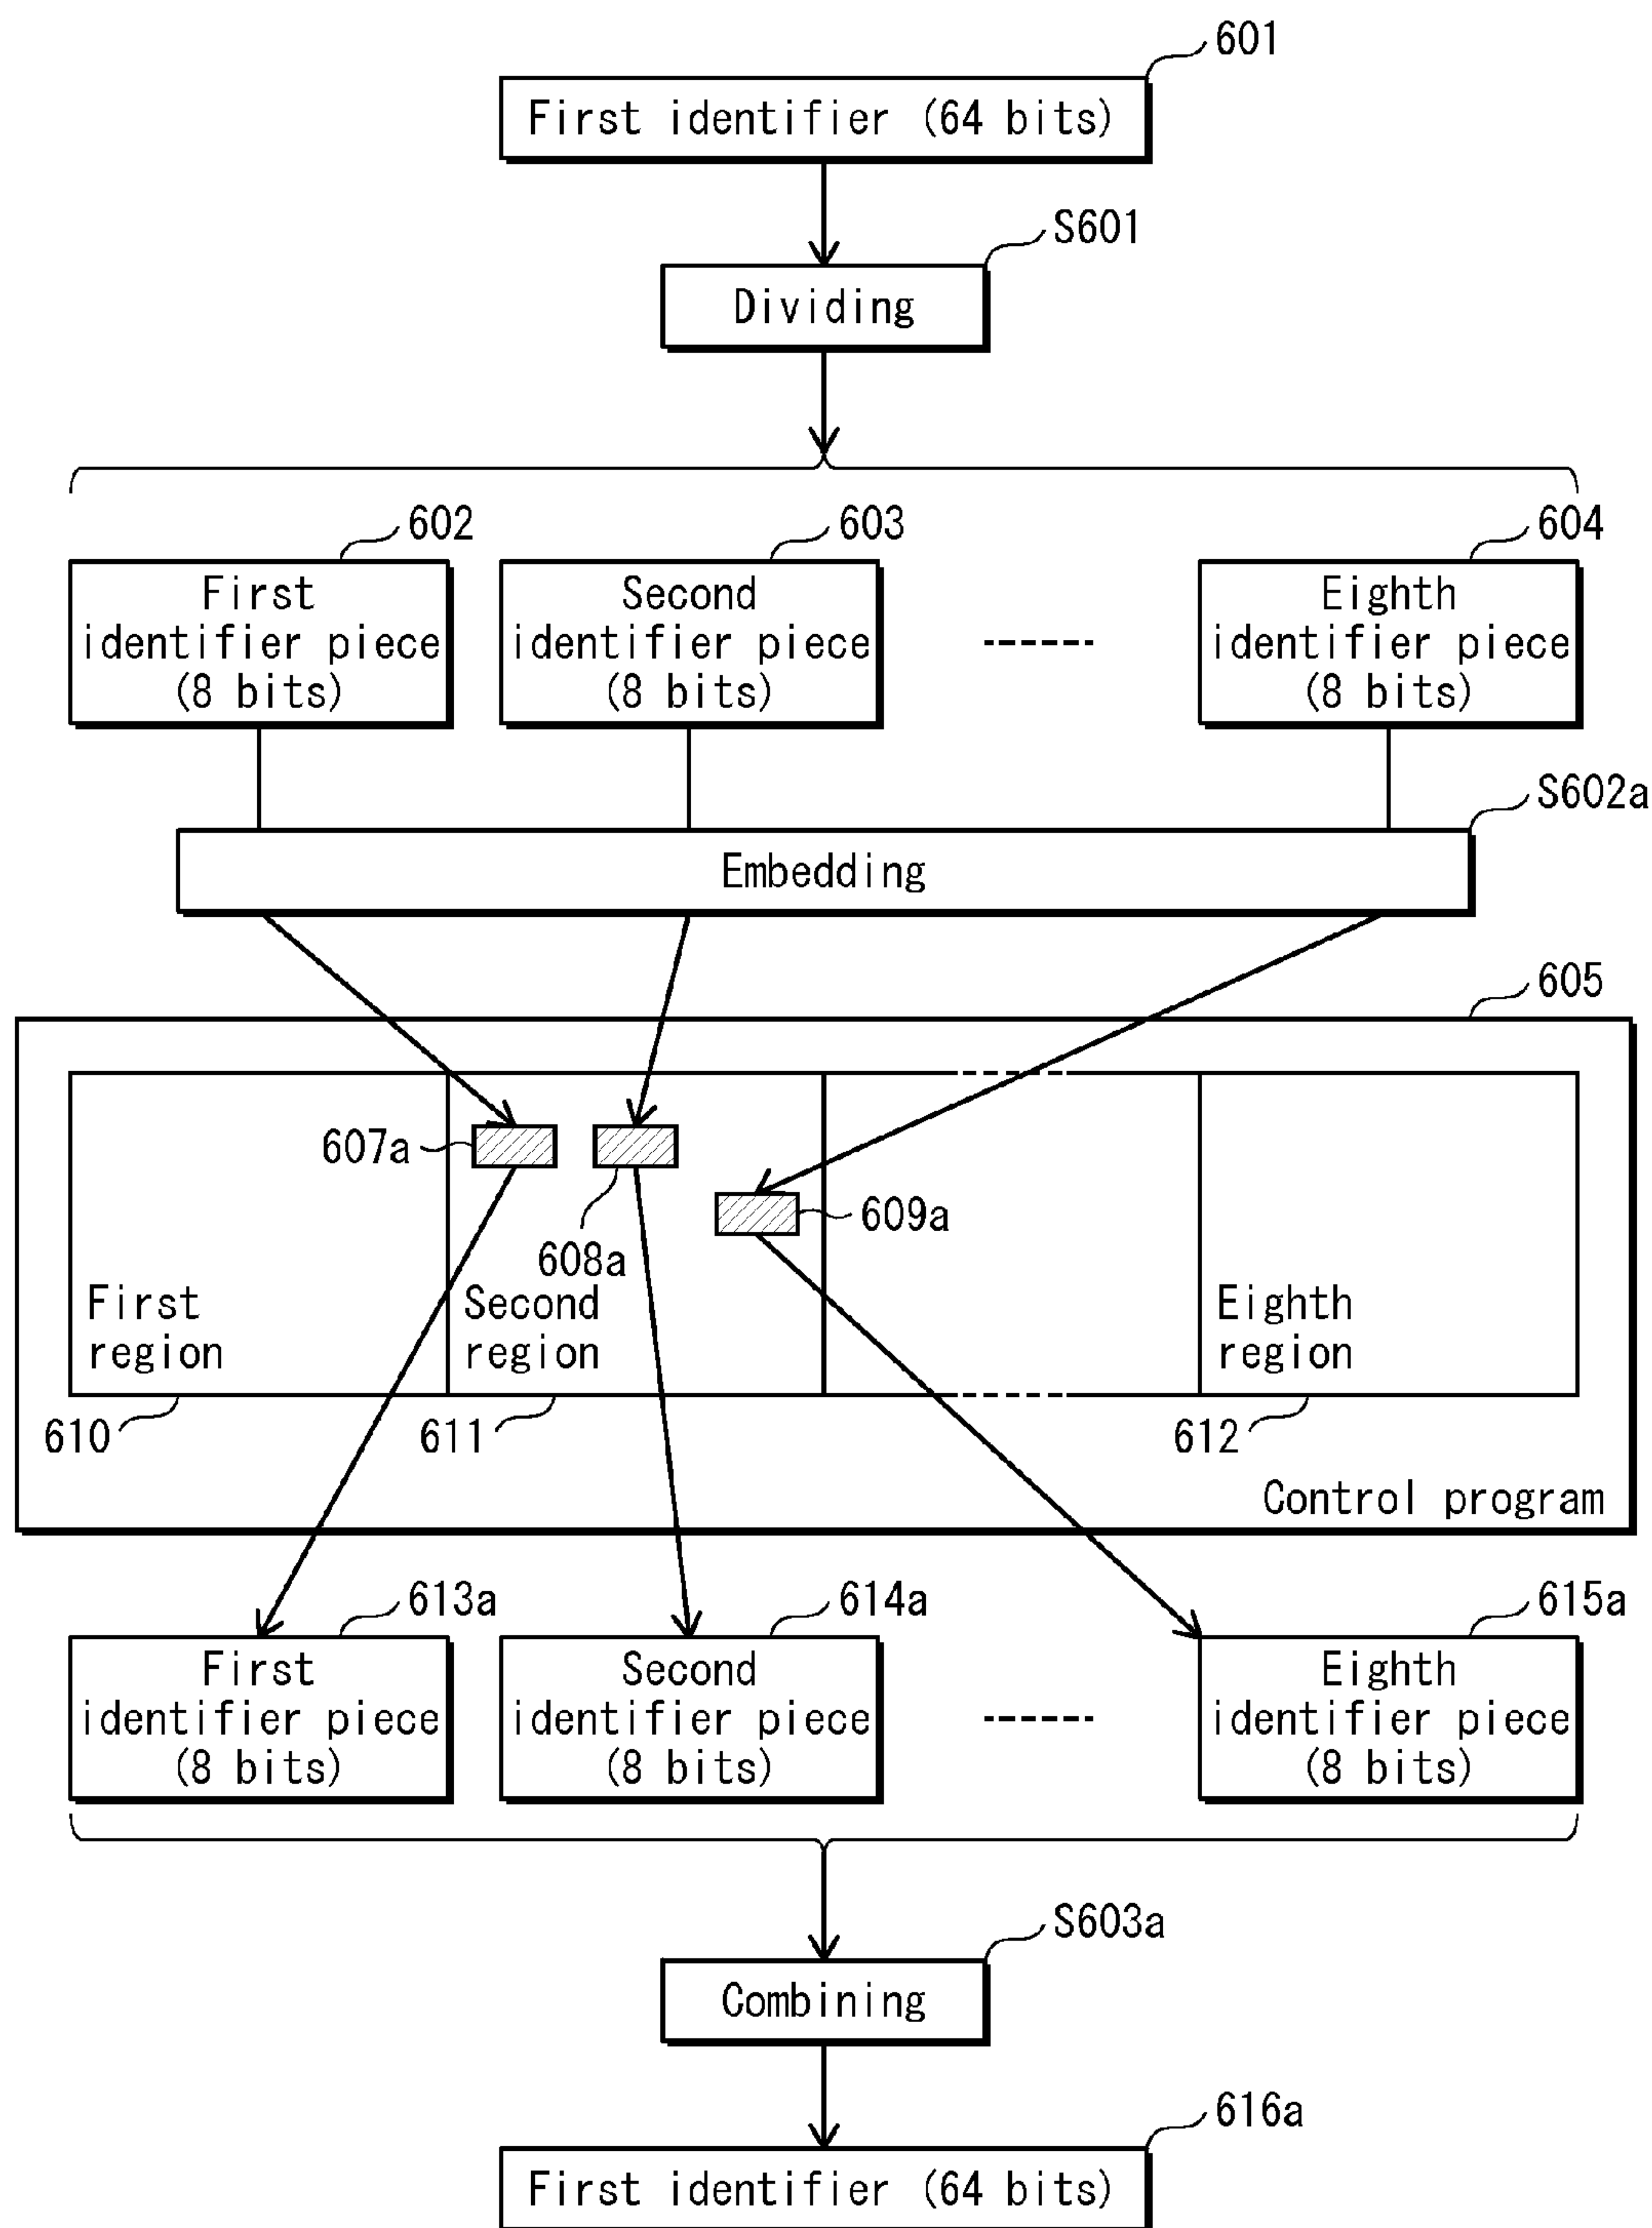 601
First identifier (64 bits)
S601
Dividing
602
603
604
First
identifier piece
(8 bits)
Second
identifier piece
(8 bits)
------
Eighth
identifier piece
(8 bits)
S602a
Embedding
605
607a
608a
609a
First
region
Second
region
Eighth
region
610
611
612
Control program
613a
614a
615a
First
identifier piece
(8 bits)
Second
identifier piece
(8 bits)
------
Eighth
identifier piece
(8 bits)
S603a
Combining
616a
First identifier (64 bits)